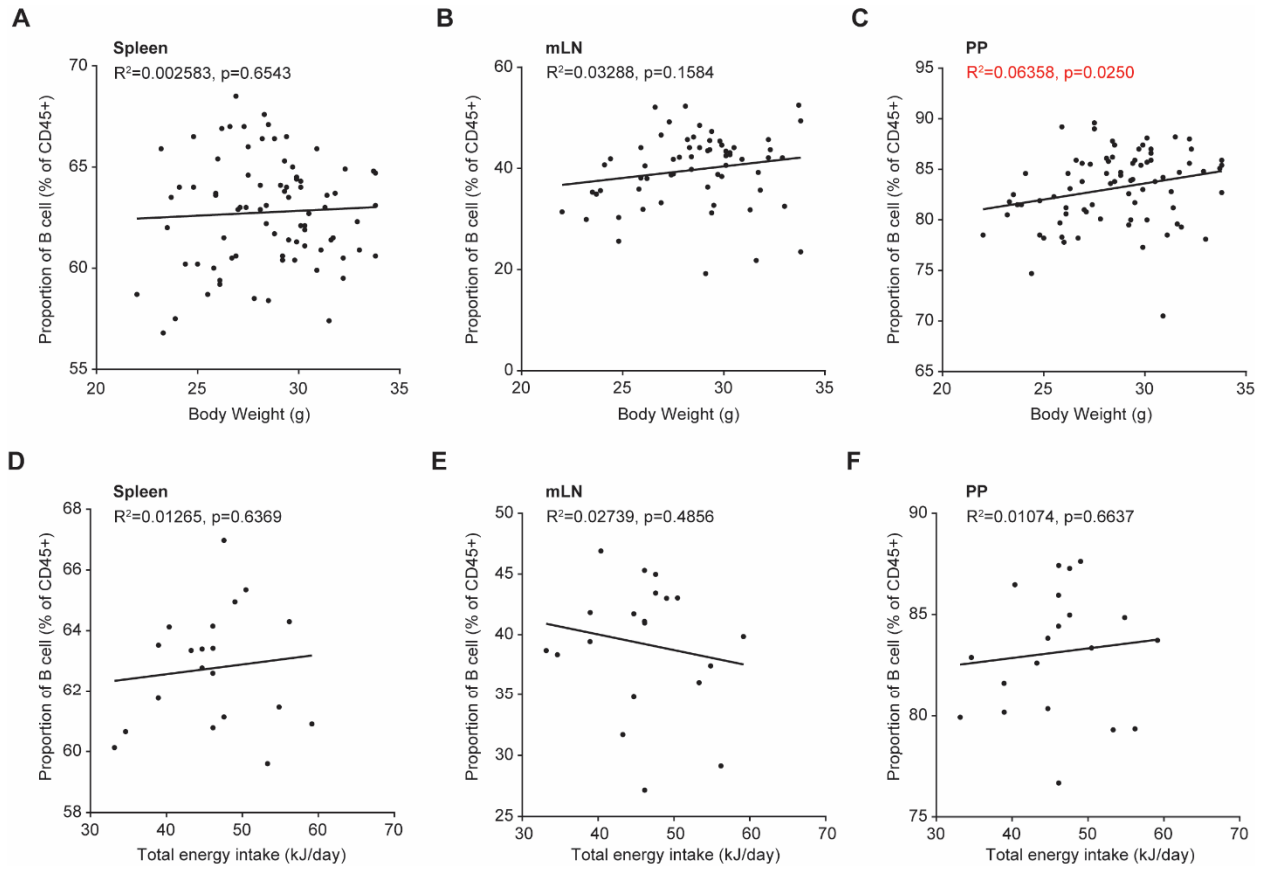 A
Spleen
R²=0.002583, p=0.6543
Proportion of B cell (% of CD45+)
70
65
60
55
20
25
30
35
Body Weight (g)
B
mLN
R²=0.03288, p=0.1584
Proportion of B cell (% of CD45+)
60
40
20
0
20
25
30
35
Body Weight (g)
C
PP
R²=0.06358, p=0.0250
Proportion of B cell (% of CD45+)
95
90
85
80
75
70
65
20
25
30
35
Body Weight (g)
D
Spleen
R²=0.01265, p=0.6369
Proportion of B cell (% of CD45+)
68
66
64
62
60
58
30
40
50
60
70
Total energy intake (kJ/day)
E
mLN
R²=0.02739, p=0.4856
Proportion of B cell (% of CD45+)
50
45
40
35
30
25
30
40
50
60
70
Total energy intake (kJ/day)
F
PP
R²=0.01074, p=0.6637
Proportion of B cell (% of CD45+)
90
85
80
75
30
40
50
60
70
Total energy intake (kJ/day)